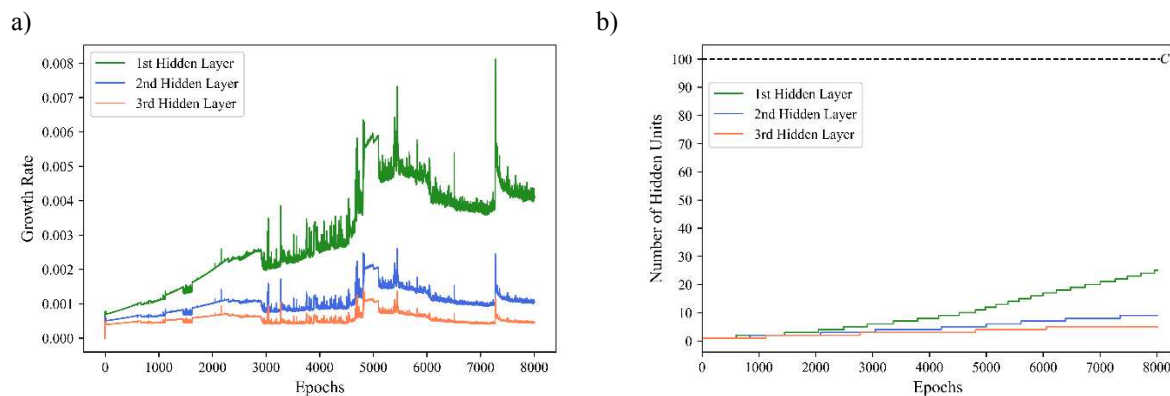 a)
0.008
0.007
0.006
0.005
0.004
0.003
0.002
0.001
0.000
Growth Rate
1st Hidden Layer
2nd Hidden Layer
3rd Hidden Layer
0 1000 2000 3000 4000 5000 6000 7000 8000
Epochs
b)
100
90
80
70
60
50
40
30
20
10
0
Number of Hidden Units
C
1st Hidden Layer
2nd Hidden Layer
3rd Hidden Layer
0 1000 2000 3000 4000 5000 6000 7000 8000
Epochs